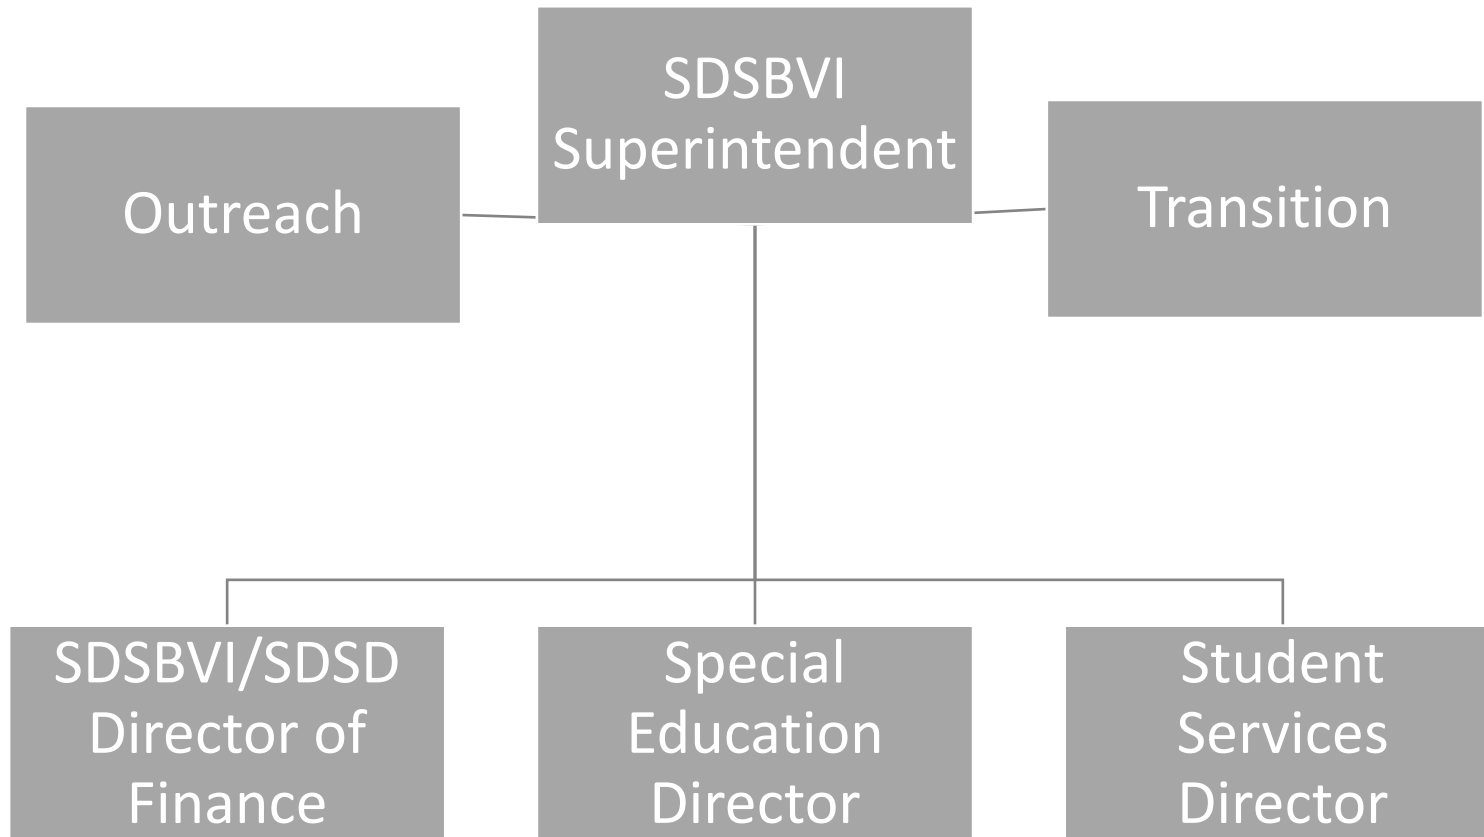 SDSBVI
Superintendent
Outreach
Transition
SDSBVI/SDSD
Director of
Finance
Special
Education
Director
Student
Services
Director